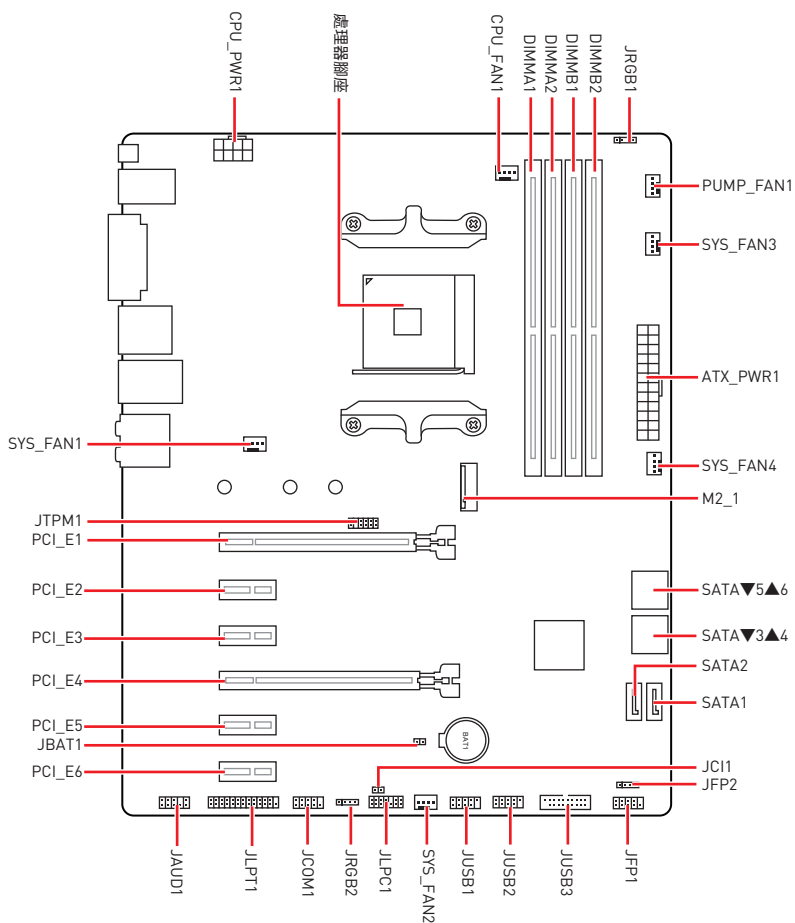 CPU_PWR1
處理器腳座
CPU_FAN1
DIMMA1
DIMMA2
DIMMB1
DIMMB2
JRGB1
PUMP_FAN1
SYS_FAN3
ATX_PWR1
SYS_FAN1
SYS_FAN4
M2_1
JTPM1
PCI_E1
PCI_E2
SATA▼5▲6
PCI_E3
SATA▼3▲4
SATA2
PCI_E4
SATA1
PCI_E5
JBAT1
BAT1
PCI_E6
JCI1
JFP2
JAUD1
JLPT1
JCOM1
JRGB2
JLPC1
SYS_FAN2
JUSB1
JUSB2
JUSB3
JFP1